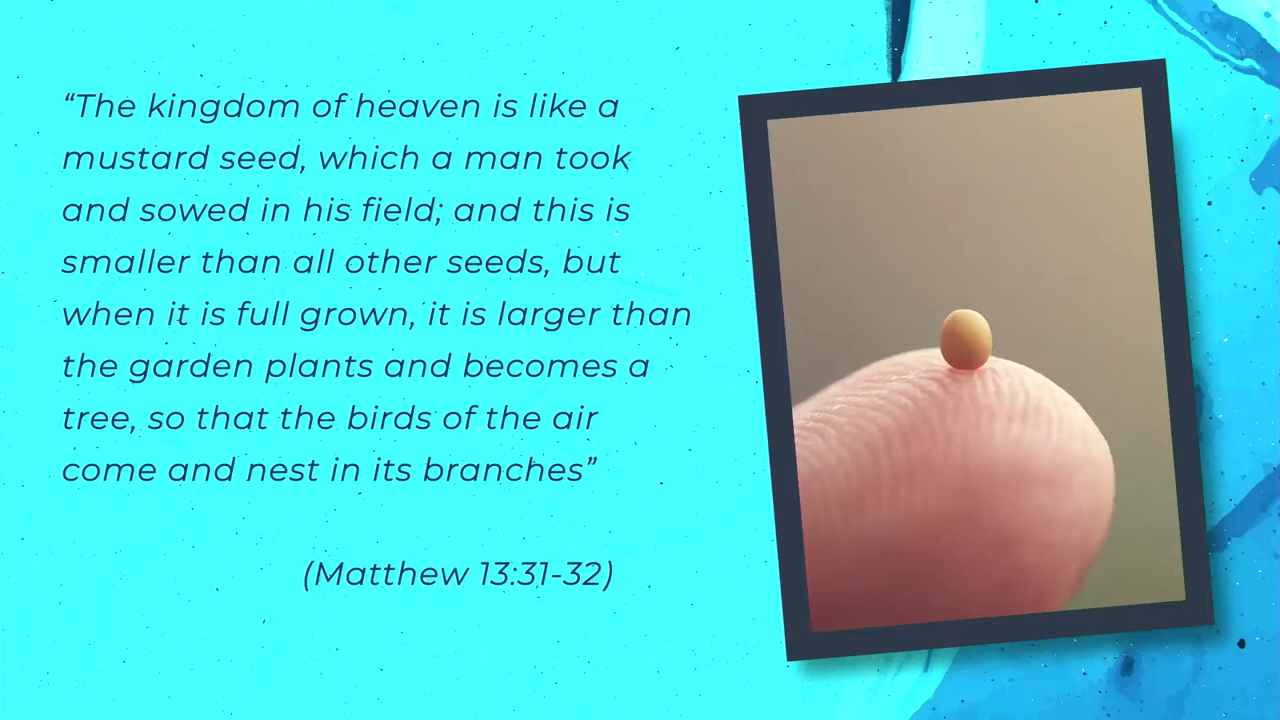 “The kingdom of heaven is like a
mustard seed, which a man took
and sowed in his field; and this is
smaller than all other seeds, but
when it is full grown, it is larger than
the garden plants and becomes a
tree, so that the birds of the air
come and nest in its branches”
(Matthew 13:31-32)